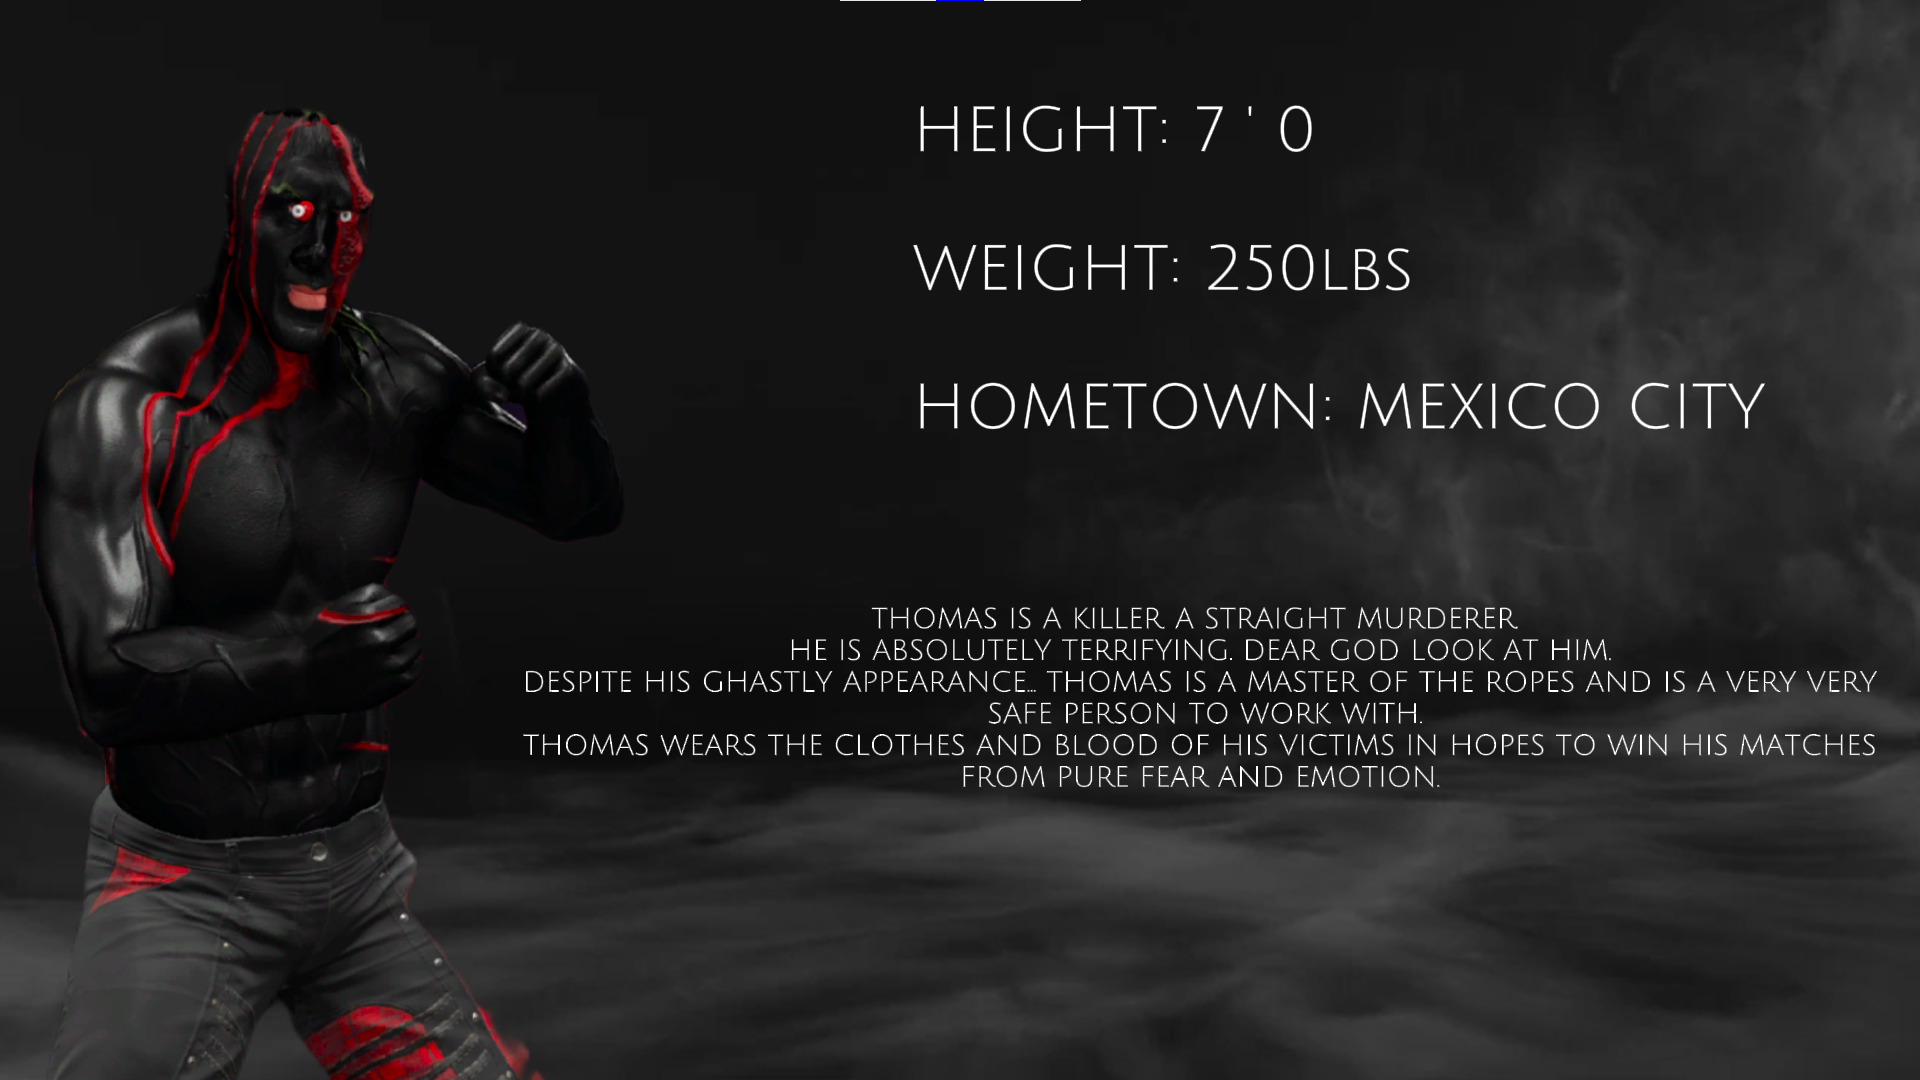 HEIGHT: 7 ' 0
WEIGHT: 250LBS
HOMETOWN: MEXICO CITY
THOMAS IS A KILLER A STRAIGHT MURDERER
HE IS ABSOLUTELY TERRIFYING. DEAR GOD LOOK AT HIM.
DESPITE HIS GHASTLY APPEARANCE... THOMAS IS A MASTER OF THE ROPES AND IS A VERY VERY
SAFE PERSON TO WORK WITH.
THOMAS WEARS THE CLOTHES AND BLOOD OF HIS VICTIMS IN HOPES TO WIN HIS MATCHES
FROM PURE FEAR AND EMOTION.